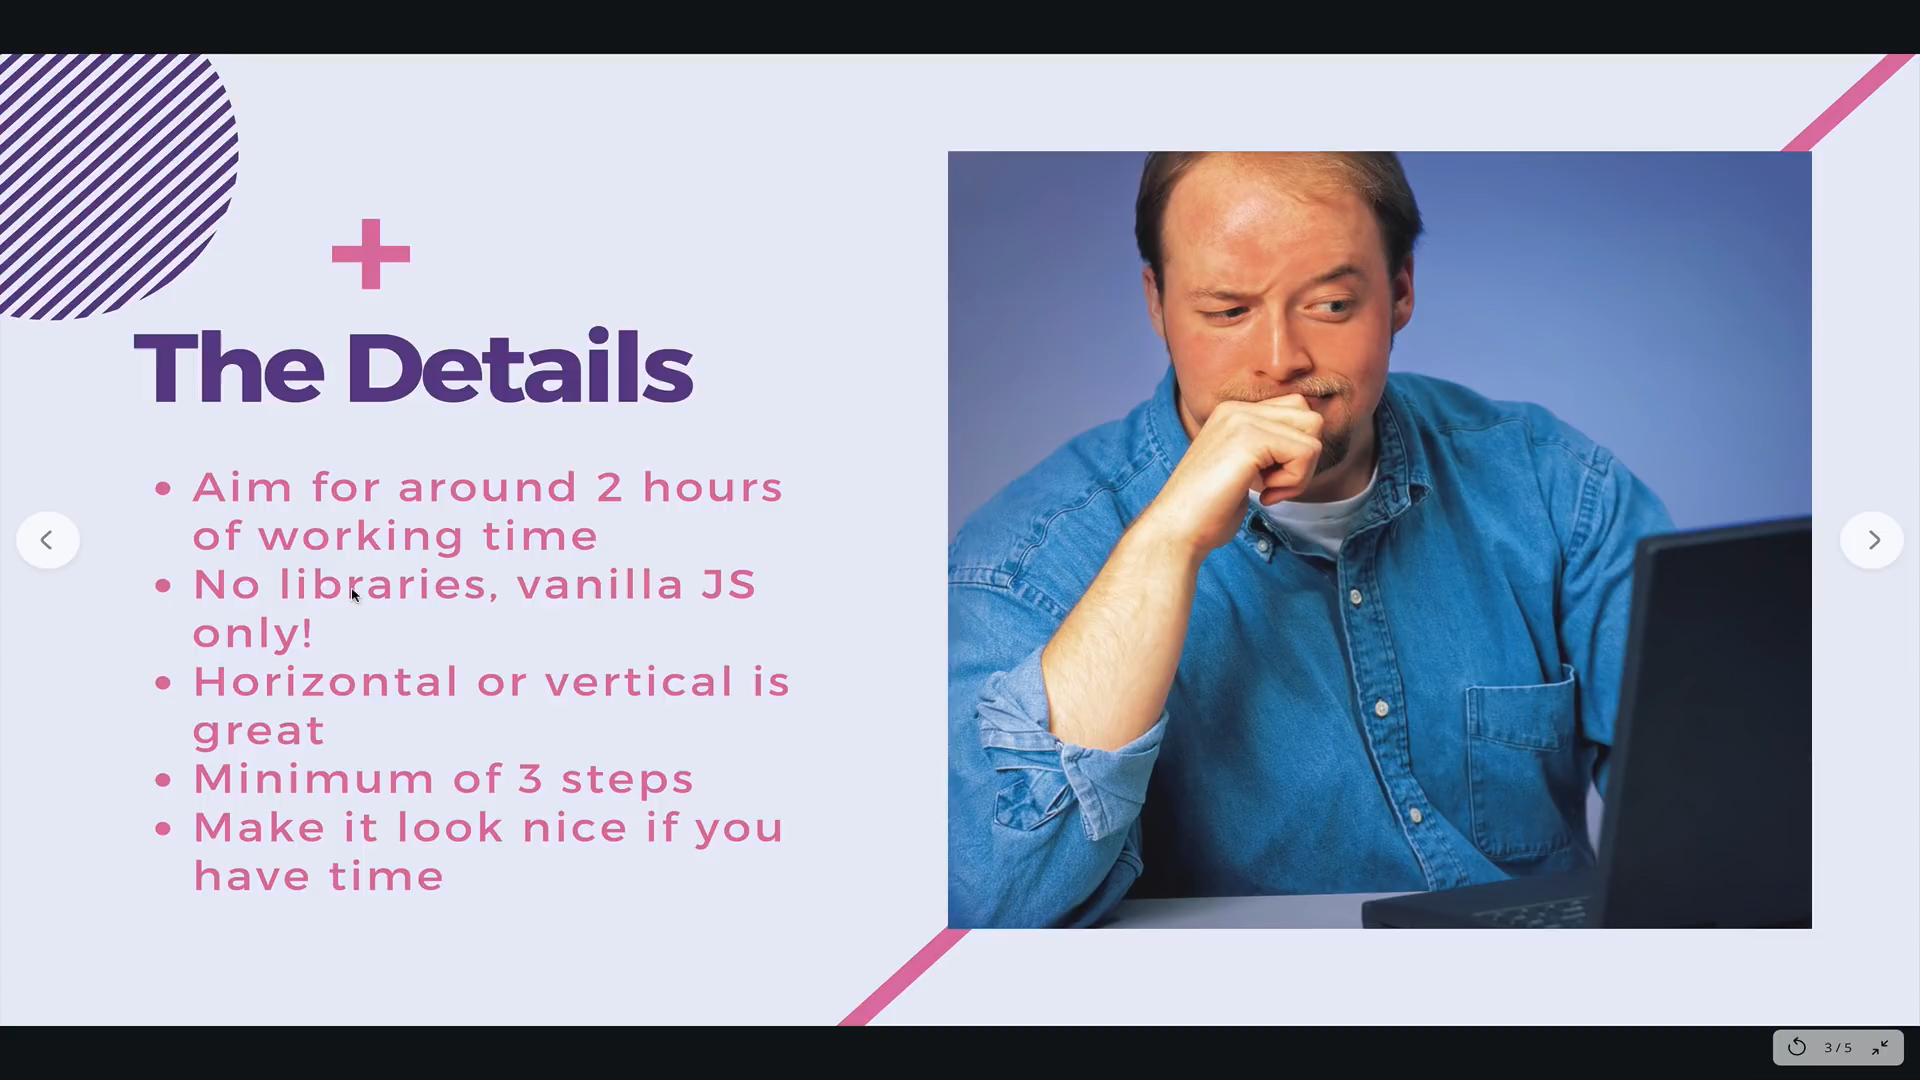 The Details
Aim for around 2 hours
of working time
No libraries, vanilla JS
only!
Horizontal or vertical is
great
Minimum of 3 steps
Make it look nice if you
have time
3 / 5